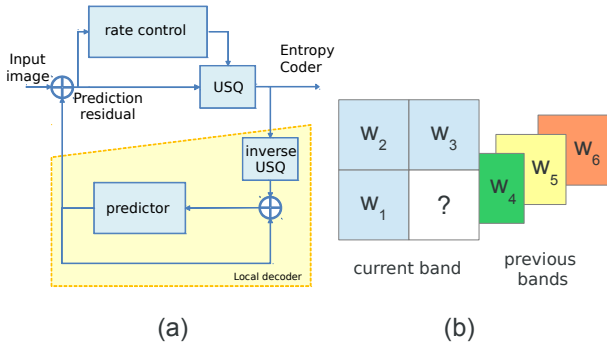 rate control
Input
image
Entropy
Coder
Prediction
residual
USQ
inverse
USQ
predictor
Local decoder
(a)
W2
W3
W1
?
W4
W5
W6
current band
previous
bands
(b)